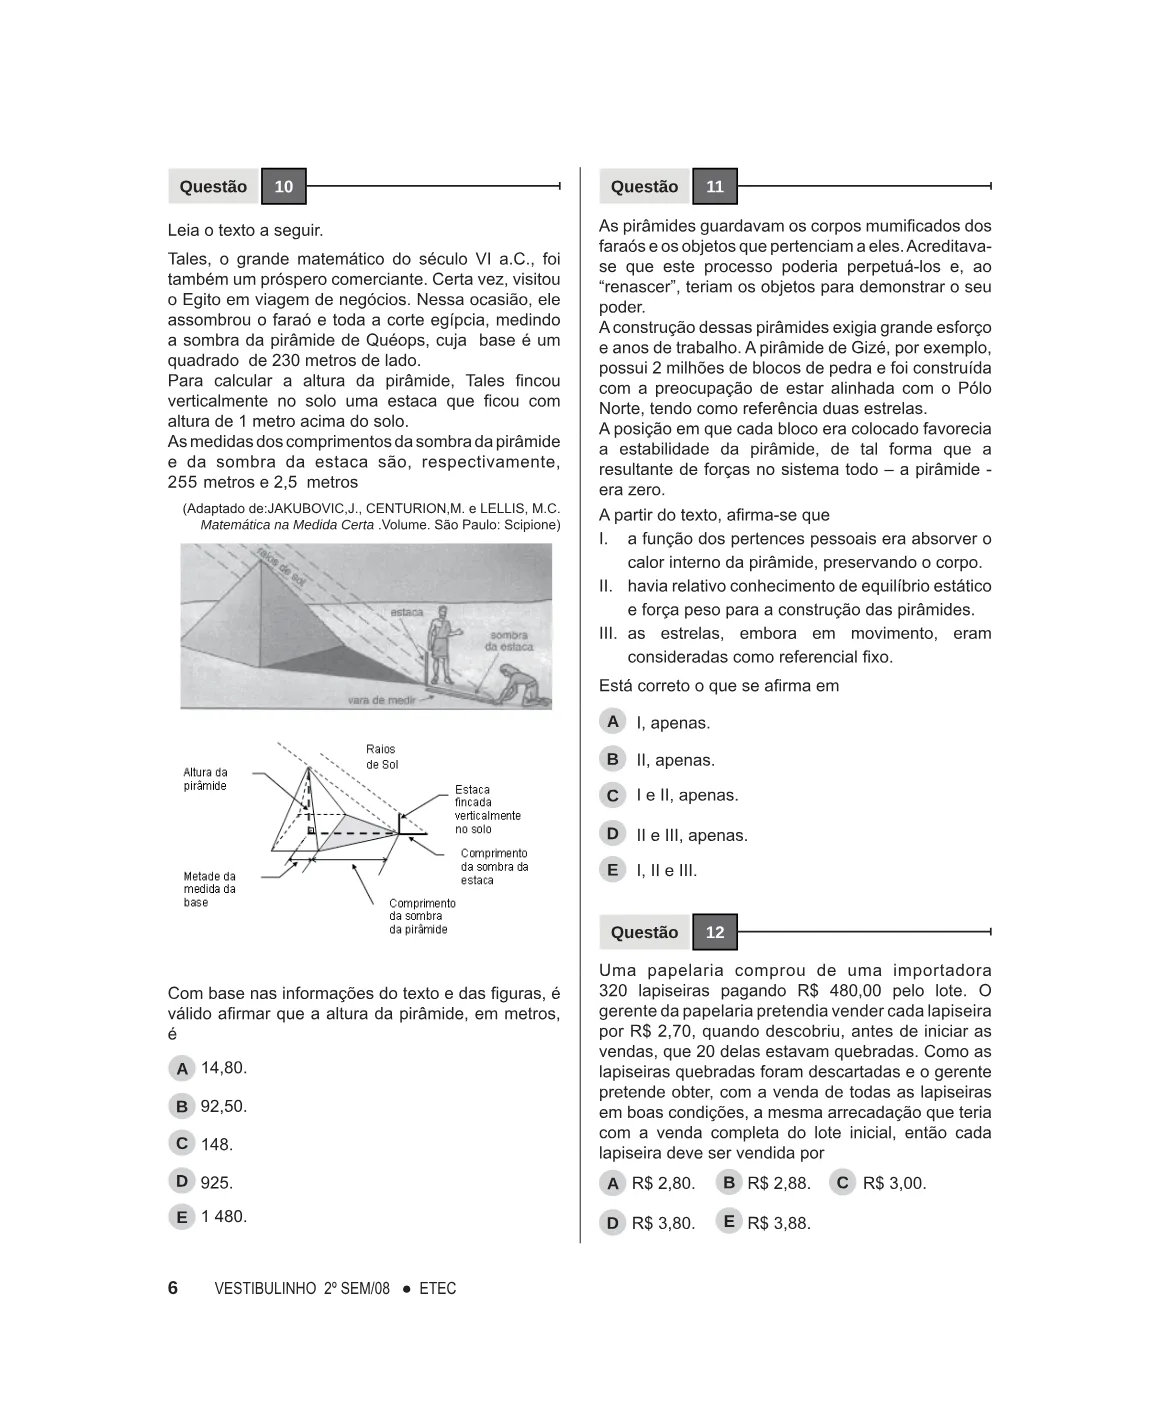 Questão 10
Leia o texto a seguir.
Tales, o grande matemático do século VI a.C., foi
também um próspero comerciante. Certa vez, visitou
o Egito em viagem de negócios. Nessa ocasião, ele
assombrou o faraó e toda a corte egípcia, medindo
a sombra da pirâmide de Quéops, cuja base é um
quadrado de 230 metros de lado.
Para calcular a altura da pirâmide, Tales fincou
verticalmente no solo uma estaca que ficou com
altura de 1 metro acima do solo.
As medidas dos comprimentos da sombra da pirâmide
e da sombra da estaca são, respectivamente,
255 metros e 2,5 metros
(Adaptado de:JAKUBOVIC,J., CENTURION,M. e LELLIS, M.C.
Matemática na Medida Certa .Volume. São Paulo: Scipione)
raios de sol
estaca
sombra
da estaca
vara de medir
Raios
de Sol
Altura da
pirâmide
Estaca
fincada
verticalmente
no solo
Comprimento
da sombra da
estaca
Metade da
medida da
base
Comprimento
da sombra
da pirâmide
Com base nas informações do texto e das figuras, é
válido afirmar que a altura da pirâmide, em metros,
é
A 14,80.
B 92,50.
C 148.
D 925.
E 1 480.
Questão 11
As pirâmides guardavam os corpos mumificados dos
faraós e os objetos que pertenciam a eles. Acreditava-
se que este processo poderia perpetuá-los e, ao
“renascer”, teriam os objetos para demonstrar o seu
poder.
A construção dessas pirâmides exigia grande esforço
e anos de trabalho. A pirâmide de Gizé, por exemplo,
possui 2 milhões de blocos de pedra e foi construída
com a preocupação de estar alinhada com o Pólo
Norte, tendo como referência duas estrelas.
A posição em que cada bloco era colocado favorecia
a estabilidade da pirâmide, de tal forma que a
resultante de forças no sistema todo – a pirâmide -
era zero.
A partir do texto, afirma-se que
I. a função dos pertences pessoais era absorver o
calor interno da pirâmide, preservando o corpo.
II. havia relativo conhecimento de equilíbrio estático
e força peso para a construção das pirâmides.
III. as estrelas, embora em movimento, eram
consideradas como referencial fixo.
Está correto o que se afirma em
A I, apenas.
B II, apenas.
C I e II, apenas.
D II e III, apenas.
E I, II e III.
Questão 12
Uma papelaria comprou de uma importadora
320 lapiseiras pagando R$ 480,00 pelo lote. O
gerente da papelaria pretendia vender cada lapiseira
por R$ 2,70, quando descobriu, antes de iniciar as
vendas, que 20 delas estavam quebradas. Como as
lapiseiras quebradas foram descartadas e o gerente
pretende obter, com a venda de todas as lapiseiras
em boas condições, a mesma arrecadação que teria
com a venda completa do lote inicial, então cada
lapiseira deve ser vendida por
A R$ 2,80. B R$ 2,88. C R$ 3,00.
D R$ 3,80. E R$ 3,88.
6 VESTIBULINHO 2º SEM/08 ● ETEC